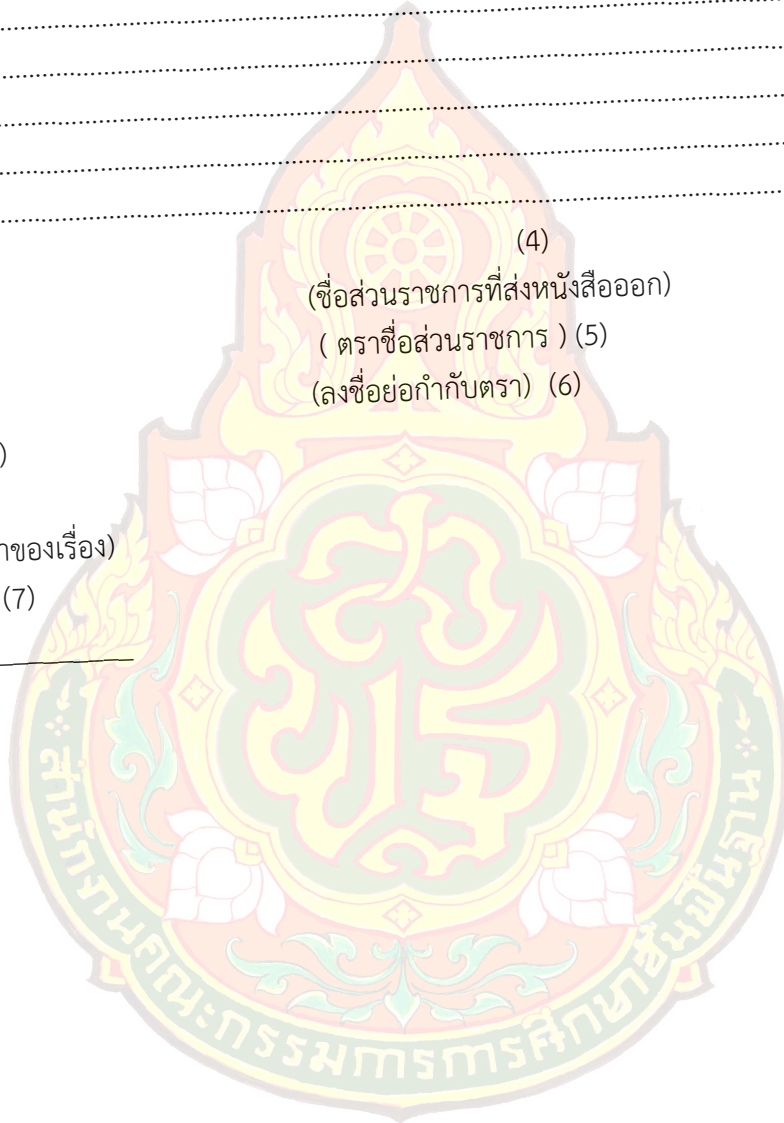 (4)
(ชื่อส่วนราชการที่ส่งหนังสือออก)
( ตราชื่อส่วนราชการ ) (5)
(ลงชื่อย่อกำกับตรา) (6)
)
าของเรื่อง)
(7)
สพฐ
สำนักงานคณะกรรมการการศึกษาขั้นพื้นฐาน